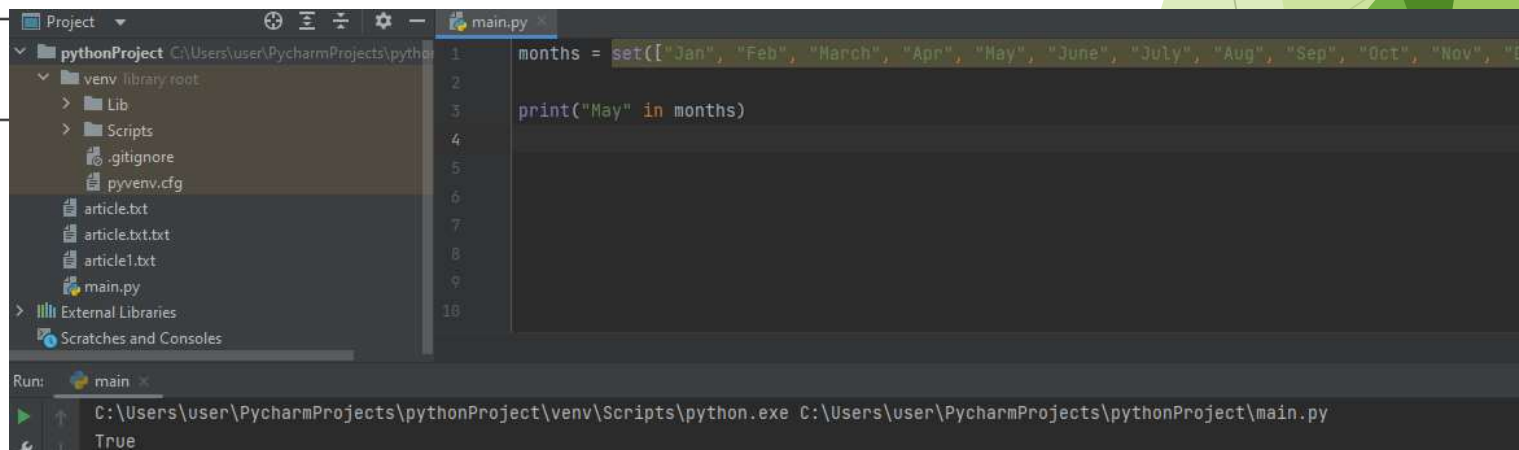 Project
main.py
pythonProject C:\Users\user\PycharmProjects\python
venv library root
Lib
Scripts
.gitignore
pyvenv.cfg
article.txt
article.txt.txt
article1.txt
main.py
External Libraries
Scratches and Consoles
1 months = set(["Jan", "Feb", "March", "Apr", "May", "June", "July", "Aug", "Sep", "Oct", "Nov",
2
3 print("May" in months)
4
5
6
7
8
9
10
Run: main
C:\Users\user\PycharmProjects\pythonProject\venv\Scripts\python.exe C:\Users\user\PycharmProjects\pythonProject\main.py
True